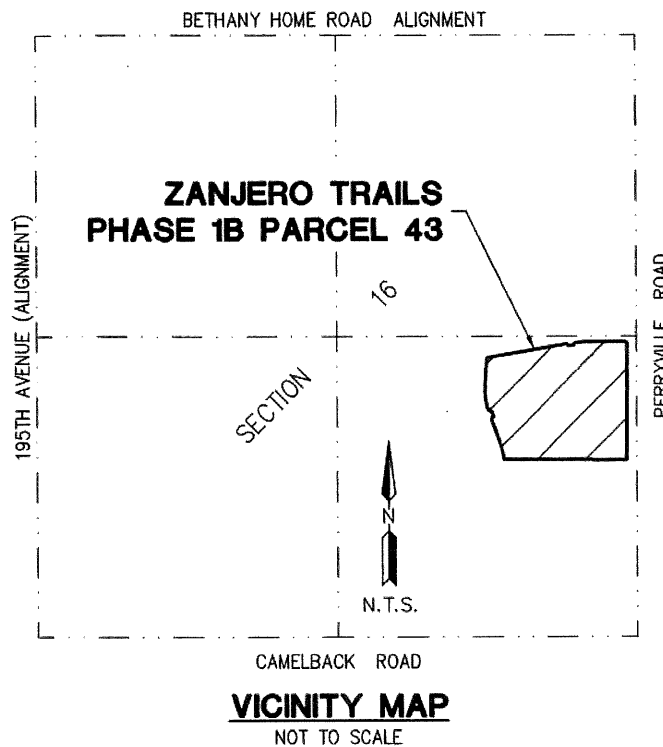 BETHANY HOME ROAD ALIGNMENT
ZANJERO TRAILS
PHASE 1B PARCEL 43
195TH AVENUE (ALIGNMENT)
PERRYVILLE ROAD
SECTION 16
N
N.T.S.
CAMELBACK ROAD
VICINITY MAP
NOT TO SCALE